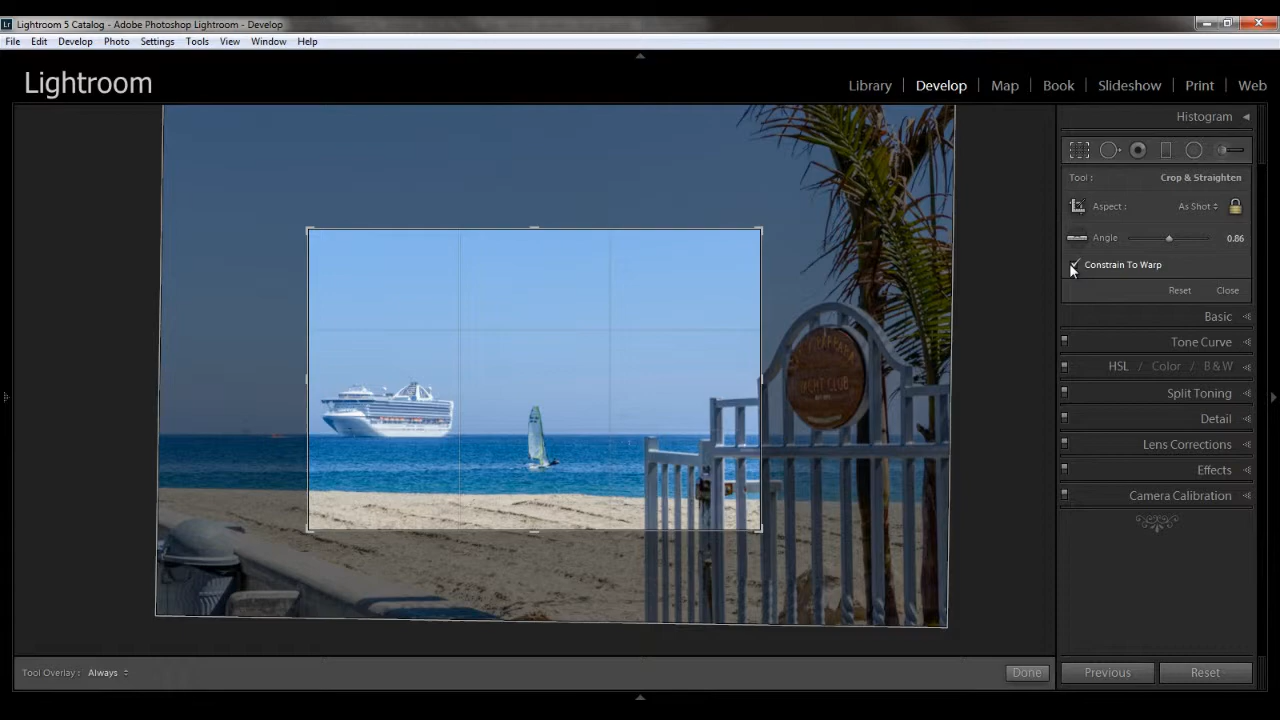 Lightroom 5 Catalog - Adobe Photoshop Lightroom - Develop
File Edit Develop Photo Settings Tools View Window Help
Lightroom
Library Develop Map Book Slideshow Print Web
Histogram
Tool : Crop & Straighten
Aspect : As Shot
Angle 0.86
Constrain To Warp
Reset Close
Basic
Tone Curve
HSL / Color / B & W
Split Toning
Detail
Lens Corrections
Effects
Camera Calibration
YACHT CLUB
Tool Overlay : Always
Done
Previous Reset